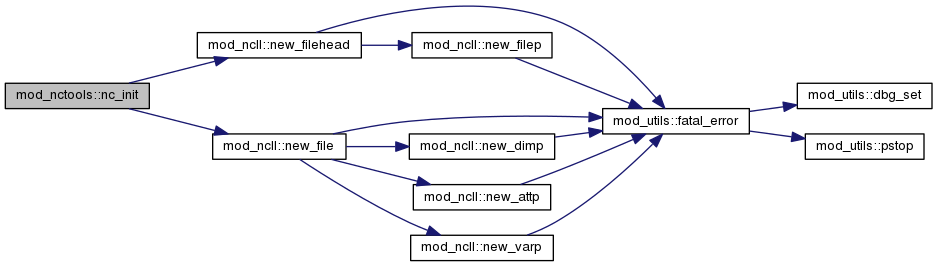 mod_nctools::nc_init
mod_ncll::new_filehead
mod_ncll::new_filep
mod_ncll::new_file
mod_ncll::new_dimp
mod_ncll::new_attp
mod_ncll::new_varp
mod_utils::fatal_error
mod_utils::dbg_set
mod_utils::pstop